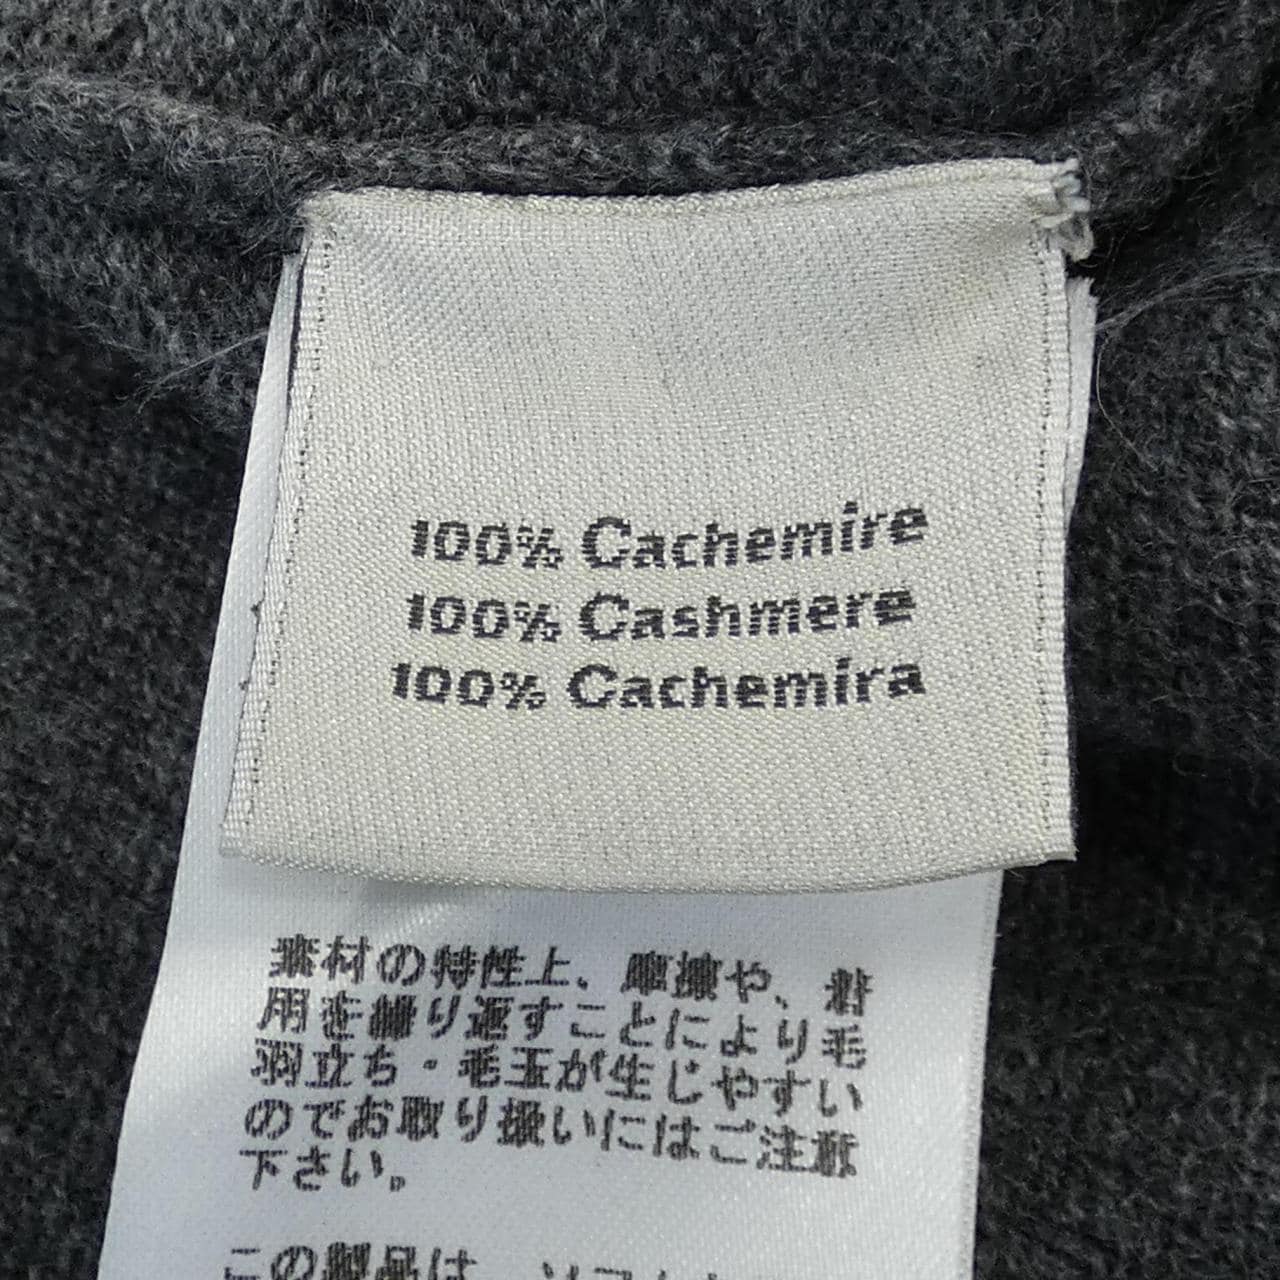 100% Cachemire
100% Cashmere
100% Cachemira
素材の特性上、摩擦や、着
用を繰り返すことにより毛
羽立ち・毛玉が生じやすい
のでお取り扱いにはご注意
下さい。
この製品は、ソフト